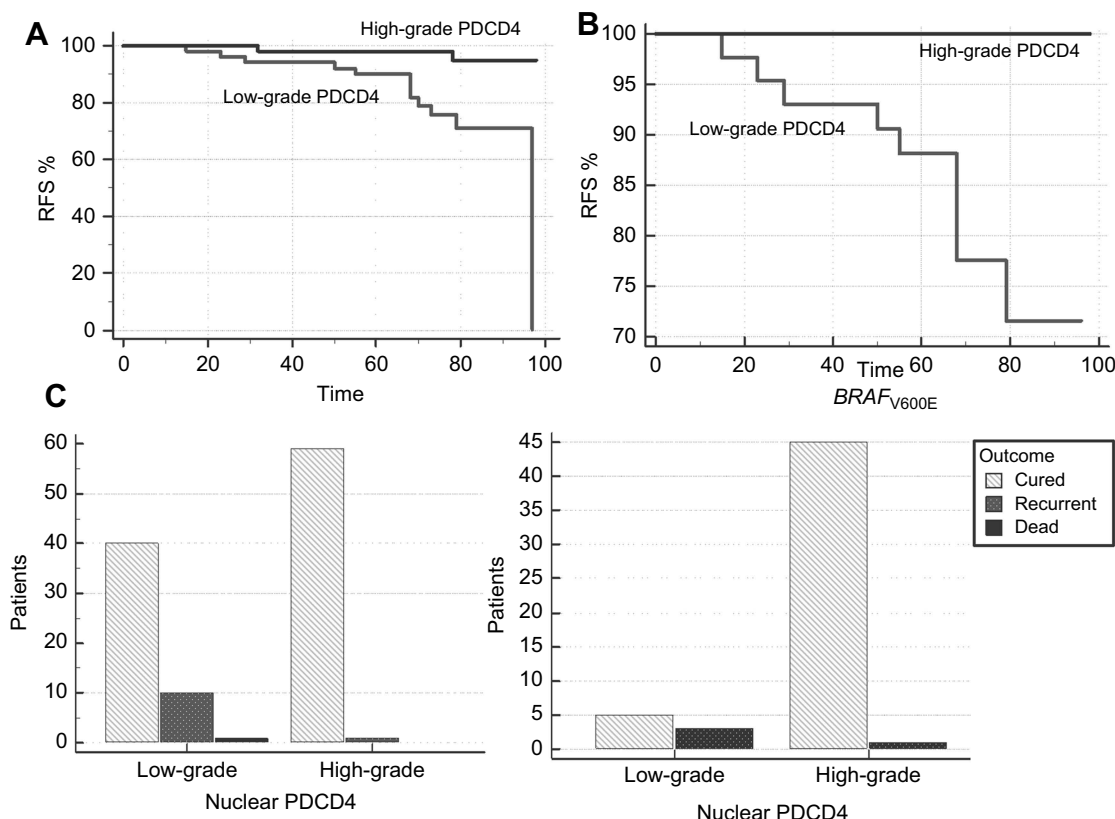 A
High-grade PDCD4
100
80
60
40
20
0
RFS %
Low-grade PDCD4
0 20 40 60 80 100
Time
B
100
95
90
85
80
75
70
RFS %
High-grade PDCD4
Low-grade PDCD4
0 20 40 60 80 100
Time
BRAFV600E
C
60
50
40
30
20
10
0
Patients
Low-grade High-grade
Nuclear PDCD4
45
40
35
30
25
20
15
10
5
0
Patients
Low-grade High-grade
Nuclear PDCD4
Outcome
Cured
Recurrent
Dead